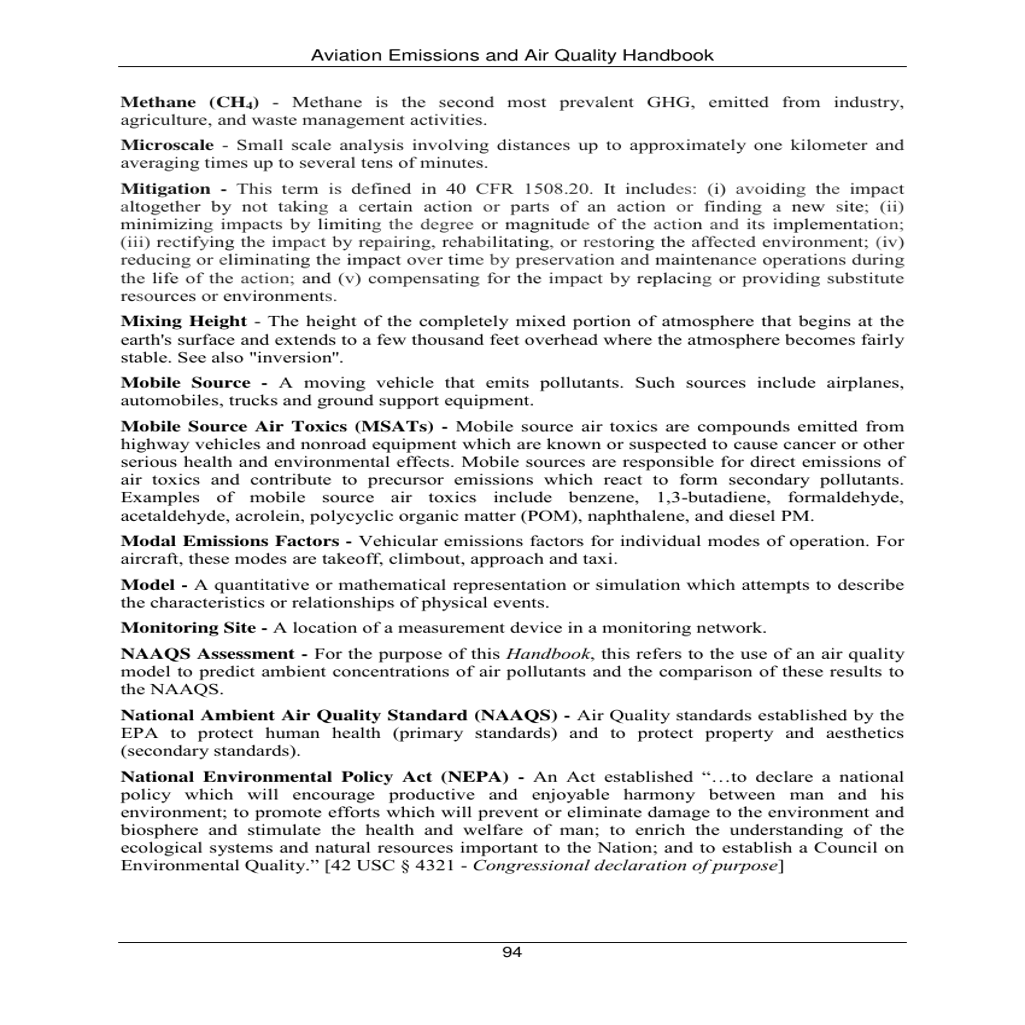 Aviation Emissions and Air Quality Handbook
Methane (CH₄) - Methane is the second most prevalent GHG, emitted from industry,
agriculture, and waste management activities.
Microscale - Small scale analysis involving distances up to approximately one kilometer and
averaging times up to several tens of minutes.
Mitigation - This term is defined in 40 CFR 1508.20. It includes: (i) avoiding the impact
altogether by not taking a certain action or parts of an action or finding a new site; (ii)
minimizing impacts by limiting the degree or magnitude of the action and its implementation;
(iii) rectifying the impact by repairing, rehabilitating, or restoring the affected environment; (iv)
reducing or eliminating the impact over time by preservation and maintenance operations during
the life of the action; and (v) compensating for the impact by replacing or providing substitute
resources or environments.
Mixing Height - The height of the completely mixed portion of atmosphere that begins at the
earth's surface and extends to a few thousand feet overhead where the atmosphere becomes fairly
stable. See also "inversion".
Mobile Source - A moving vehicle that emits pollutants. Such sources include airplanes,
automobiles, trucks and ground support equipment.
Mobile Source Air Toxics (MSATs) - Mobile source air toxics are compounds emitted from
highway vehicles and nonroad equipment which are known or suspected to cause cancer or other
serious health and environmental effects. Mobile sources are responsible for direct emissions of
air toxics and contribute to precursor emissions which react to form secondary pollutants.
Examples of mobile source air toxics include benzene, 1,3-butadiene, formaldehyde,
acetaldehyde, acrolein, polycyclic organic matter (POM), naphthalene, and diesel PM.
Modal Emissions Factors - Vehicular emissions factors for individual modes of operation. For
aircraft, these modes are takeoff, climbout, approach and taxi.
Model - A quantitative or mathematical representation or simulation which attempts to describe
the characteristics or relationships of physical events.
Monitoring Site - A location of a measurement device in a monitoring network.
NAAQS Assessment - For the purpose of this Handbook, this refers to the use of an air quality
model to predict ambient concentrations of air pollutants and the comparison of these results to
the NAAQS.
National Ambient Air Quality Standard (NAAQS) - Air Quality standards established by the
EPA to protect human health (primary standards) and to protect property and aesthetics
(secondary standards).
National Environmental Policy Act (NEPA) - An Act established “…to declare a national
policy which will encourage productive and enjoyable harmony between man and his
environment; to promote efforts which will prevent or eliminate damage to the environment and
biosphere and stimulate the health and welfare of man; to enrich the understanding of the
ecological systems and natural resources important to the Nation; and to establish a Council on
Environmental Quality.” [42 USC § 4321 - Congressional declaration of purpose]
94